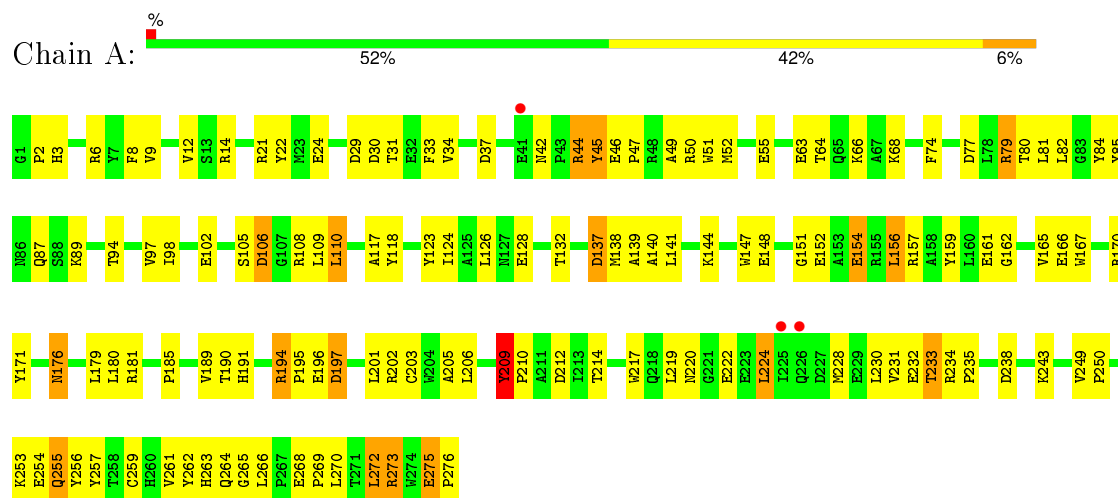 %
Chain A:
52% 42% 6%
G1 P2 H3 R6 Y7 F8 V9 V12 S13 R14 R21 Y22 M23 E24 D29 D30 T31 E32 F33 V34 D37 E41 N42 P43 R44 Y45 E46 P47 R48 A49 R50 W51 M52 E55 E63 T64 Q65 K66 A67 K68 F74 D77 L78 R79 T80 L81 L82 G83 Y84 Y85
N86 Q87 S88 K89 T94 V97 I98 E102 S105 D106 G107 R108 L109 L110 A117 Y118 Y123 I124 A125 L126 N127 E128 T132 D137 M138 A139 A140 L141 K144 W147 E148 G151 E152 A153 E154 R155 L156 R157 A158 Y159 L160 E161 G162 V165 E166 W167 R170
Y171 N176 L179 L180 R181 P185 V189 T190 H191 R194 P195 E196 D197 L201 R202 C203 W204 A205 L206 Y209 P210 A211 D212 I213 T214 W217 Q218 L219 N220 G221 E222 E223 L224 I225 Q226 D227 M228 E229 L230 V231 E232 T233 R234 P235 D238 K243 V249 P250
K253 E254 Q255 Y256 Y257 T258 C259 H260 V261 Y262 H263 Q264 G265 L266 P267 E268 P269 L270 T271 L272 R273 W274 E275 P276